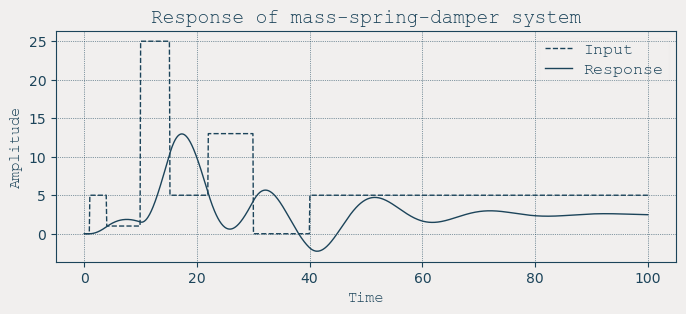 Response of mass-spring-damper system
25
20
15
10
5
0
Amplitude
Input
Response
0 20 40 60 80 100
Time